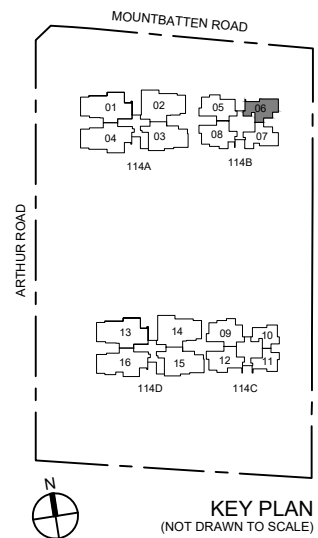 MOUNTBATTEN ROAD
ARTHUR ROAD
01 02 05 06
04 03 08 07
114A 114B
13 14 09 10
16 15 12 11
114D 114C
N
KEY PLAN
(NOT DRAWN TO SCALE)